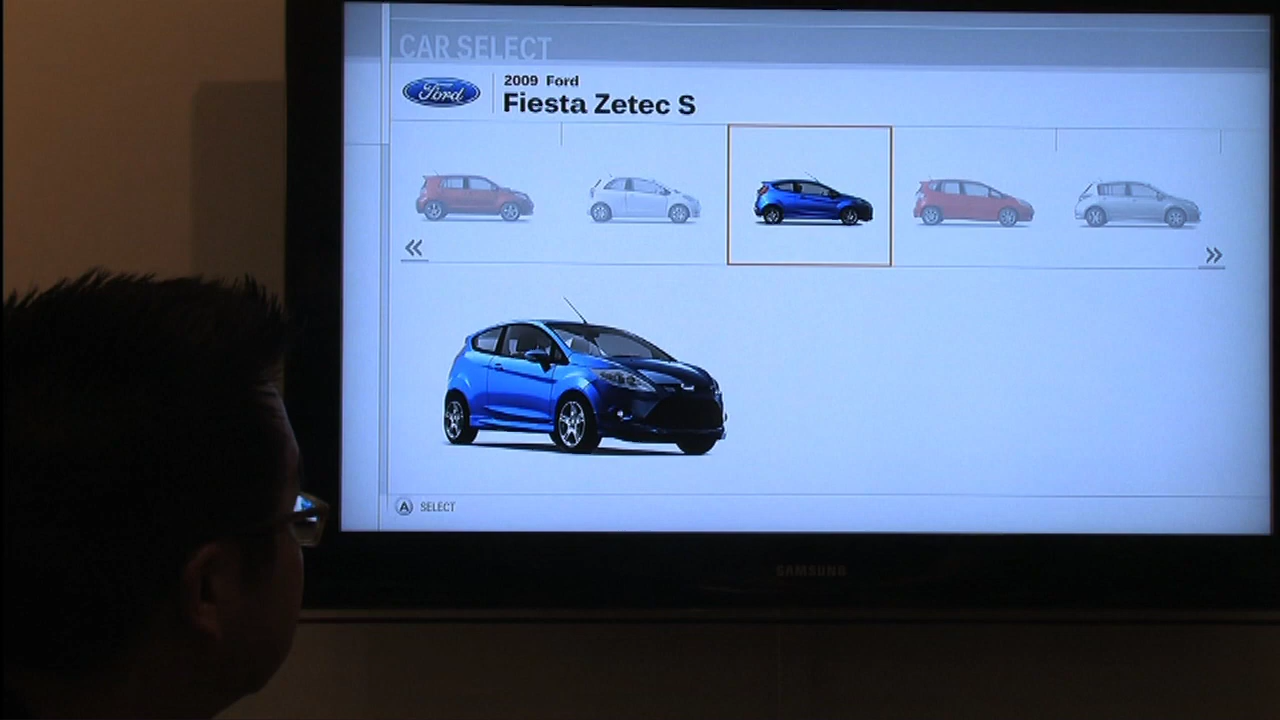 CAR SELECT
Ford
2009 Ford
Fiesta Zetec S
A SELECT
SAMSUNG